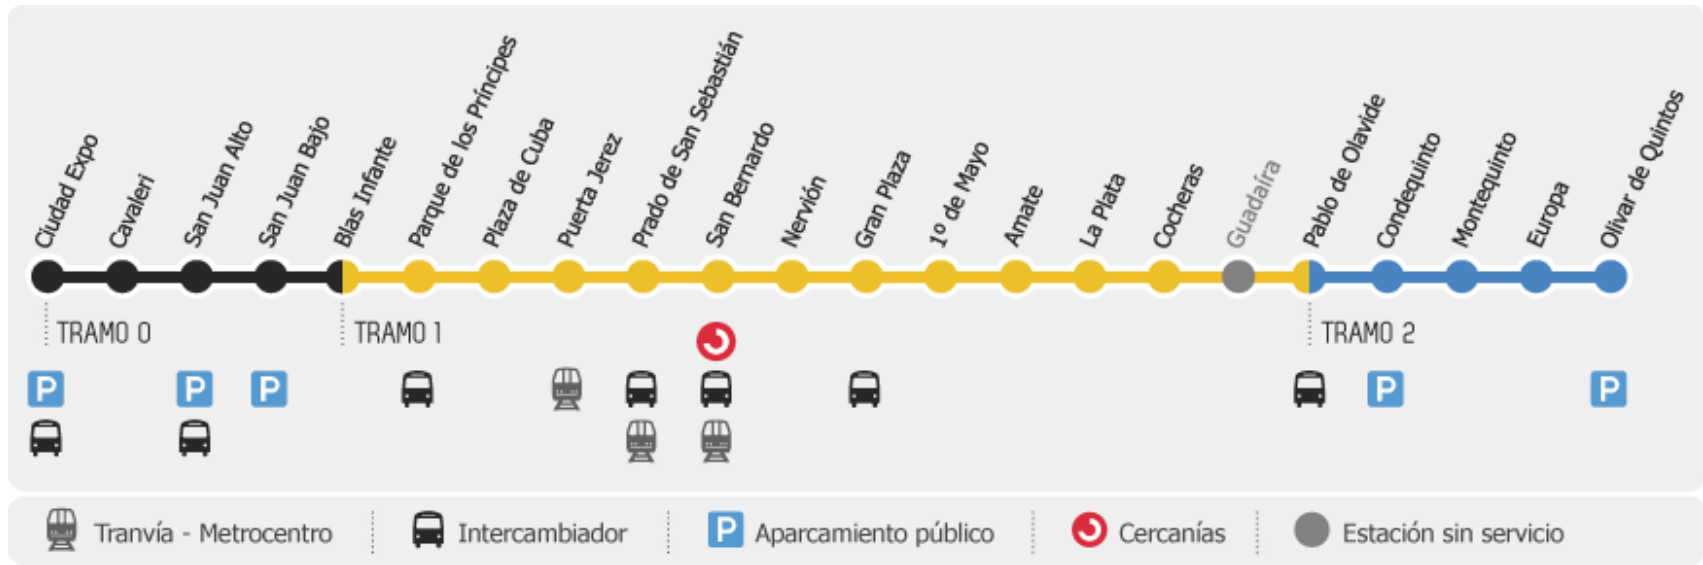 Ciudad Expo
Cavaleri
San Juan Alto
San Juan Bajo
Blas Infante
Parque de los Príncipes
Plaza de Cuba
Puerta Jerez
Prado de San Sebastián
San Bernardo
Nervión
Gran Plaza
1º de Mayo
Amate
La Plata
Cocheras
Guadaíra
Pablo de Olavide
Condequinto
Montequinto
Europa
Olivar de Quintos
TRAMO 0
TRAMO 1
TRAMO 2
P
P
P
P
P
Tranvía - Metrocentro
Intercambiador
P Aparcamiento público
Cercanías
Estación sin servicio